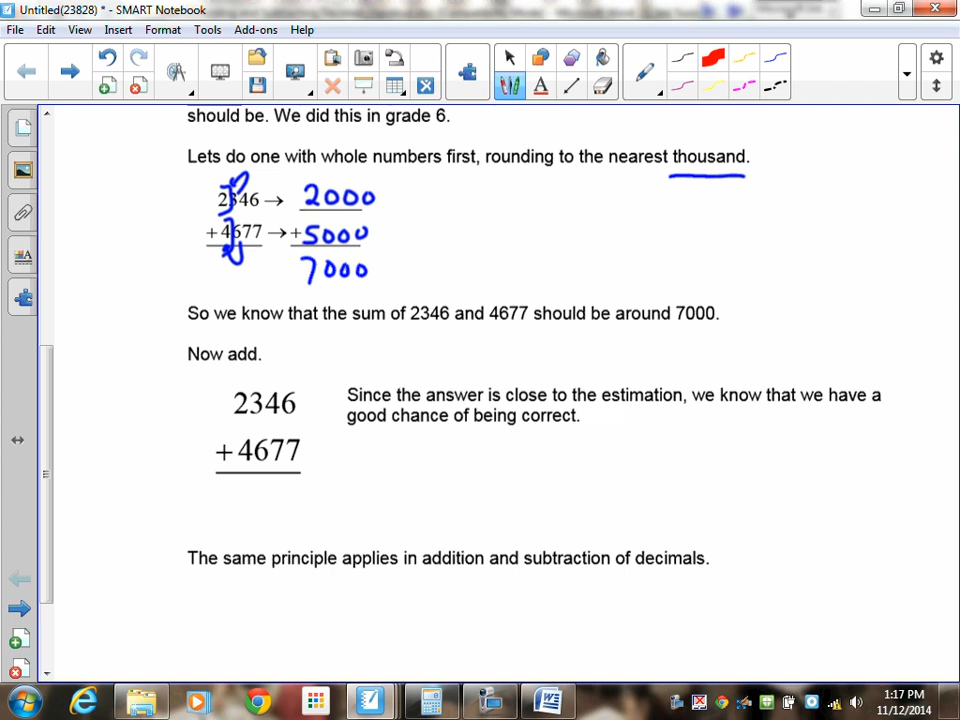 Untitled(23828) * - SMART Notebook
File Edit View Insert Format Tools Add-ons Help
should be. We did this in grade 6.
Lets do one with whole numbers first, rounding to the nearest thousand.
2346 → 2000
+ 4677 → + 5000
7000
So we know that the sum of 2346 and 4677 should be around 7000.
Now add.
2346
+ 4677
Since the answer is close to the estimation, we know that we have a
good chance of being correct.
The same principle applies in addition and subtraction of decimals.
1:17 PM
11/12/2014